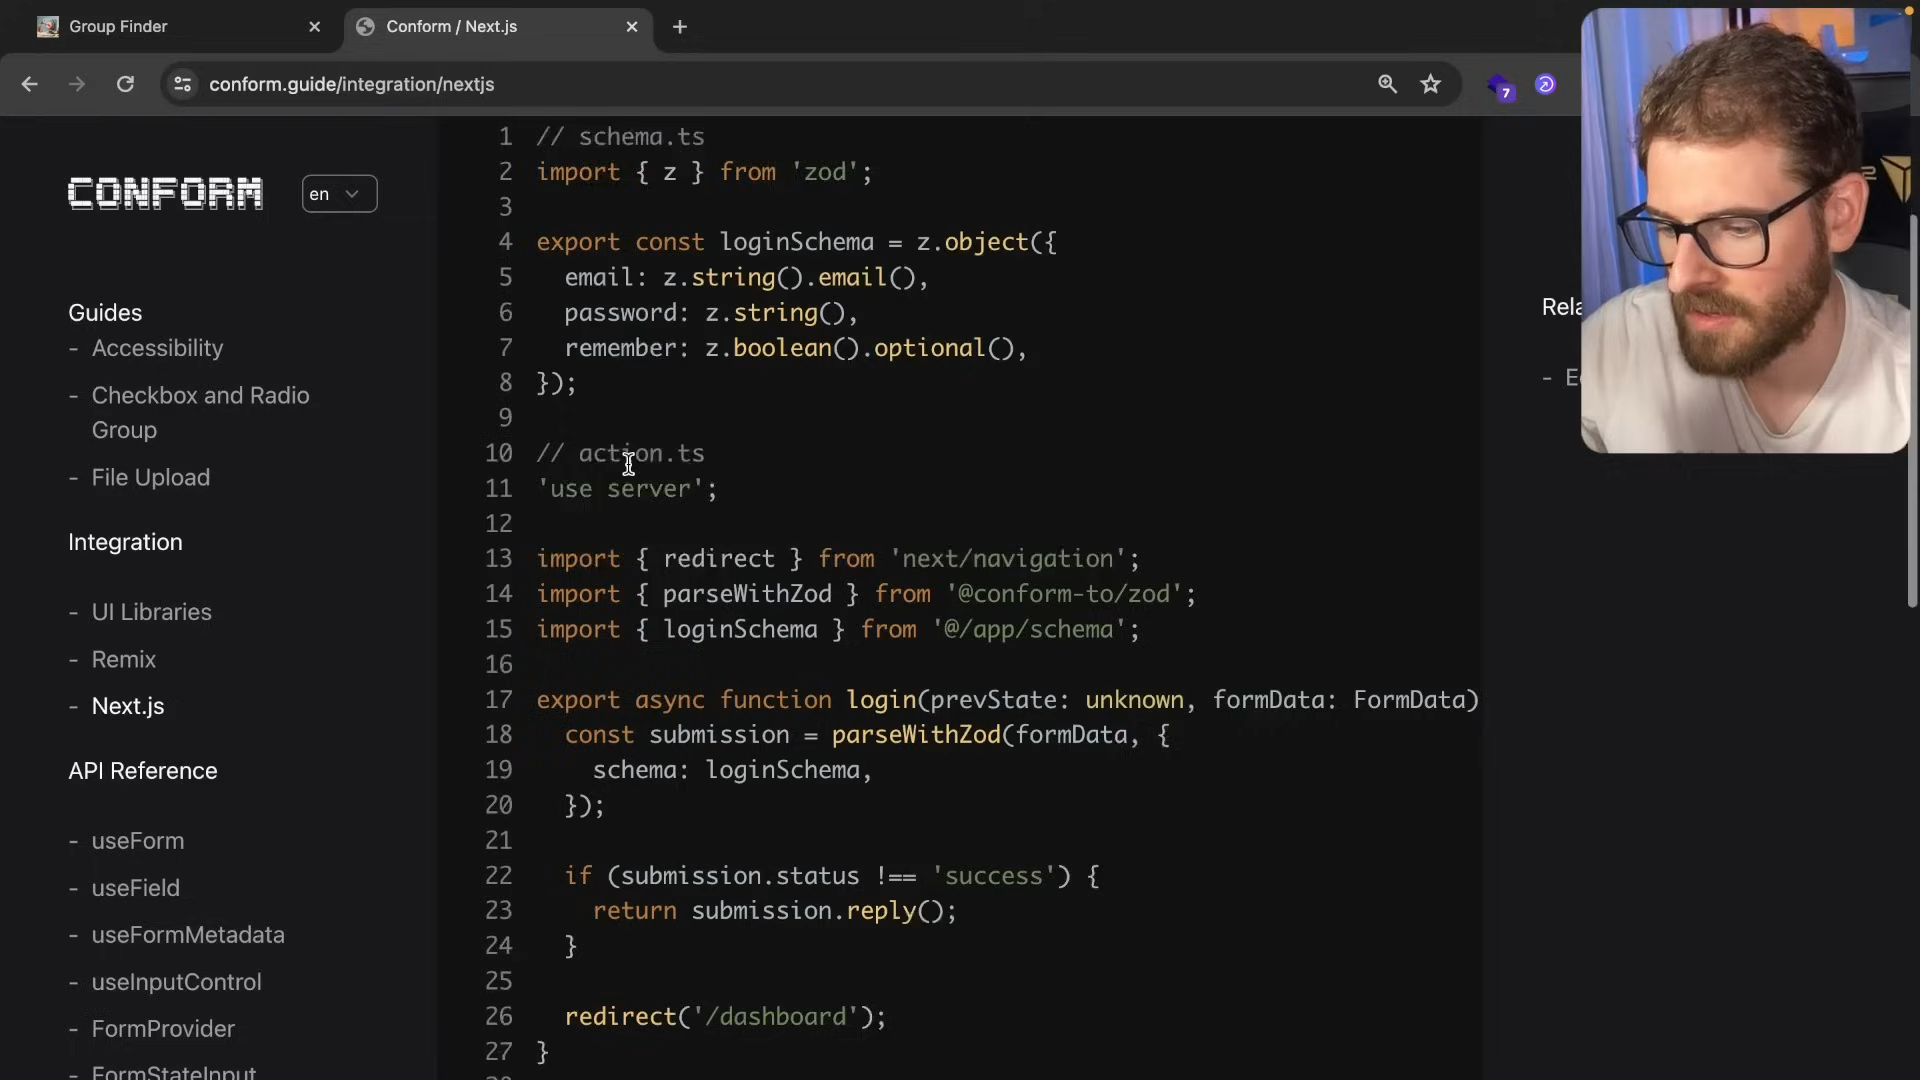 Group Finder
Conform / Next.js
conform.guide/integration/nextjs
7
CONFORM
en
Guides
- Accessibility
- Checkbox and Radio
Group
- File Upload
Integration
- UI Libraries
- Remix
- Next.js
API Reference
- useForm
- useField
- useFormMetadata
- useInputControl
- FormProvider
- FormStateInput
1 // schema.ts
2 import { z } from 'zod';
3
4 export const loginSchema = z.object({
5 email: z.string().email(),
6 password: z.string(),
7 remember: z.boolean().optional(),
8 });
9
10 // action.ts
11 'use server';
12
13 import { redirect } from 'next/navigation';
14 import { parseWithZod } from '@conform-to/zod';
15 import { loginSchema } from '@/app/schema';
16
17 export async function login(prevState: unknown, formData: FormData)
18 const submission = parseWithZod(formData, {
19 schema: loginSchema,
20 });
21
22 if (submission.status !== 'success') {
23 return submission.reply();
24 }
25
26 redirect('/dashboard');
27 }